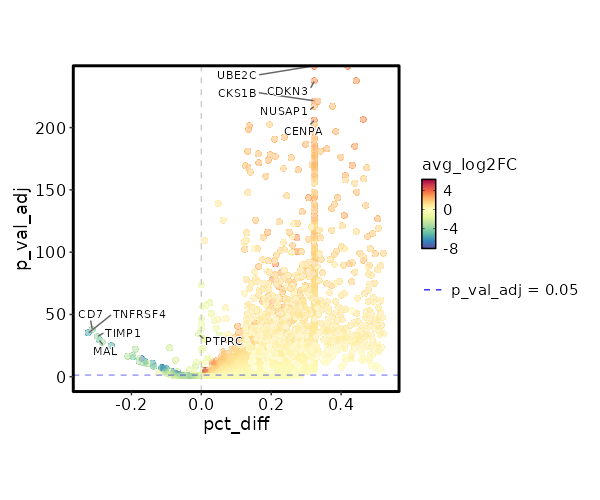 UBE2C
CDKN3
CKS1B
NUSAP1
CENPA
CD7
TNFRSF4
TIMP1
MAL
PTPRC
200
150
100
50
0
-0.2
0.0
0.2
0.4
pct_diff
p_val_adj
avg_log2FC
4
0
-4
-8
p_val_adj = 0.05